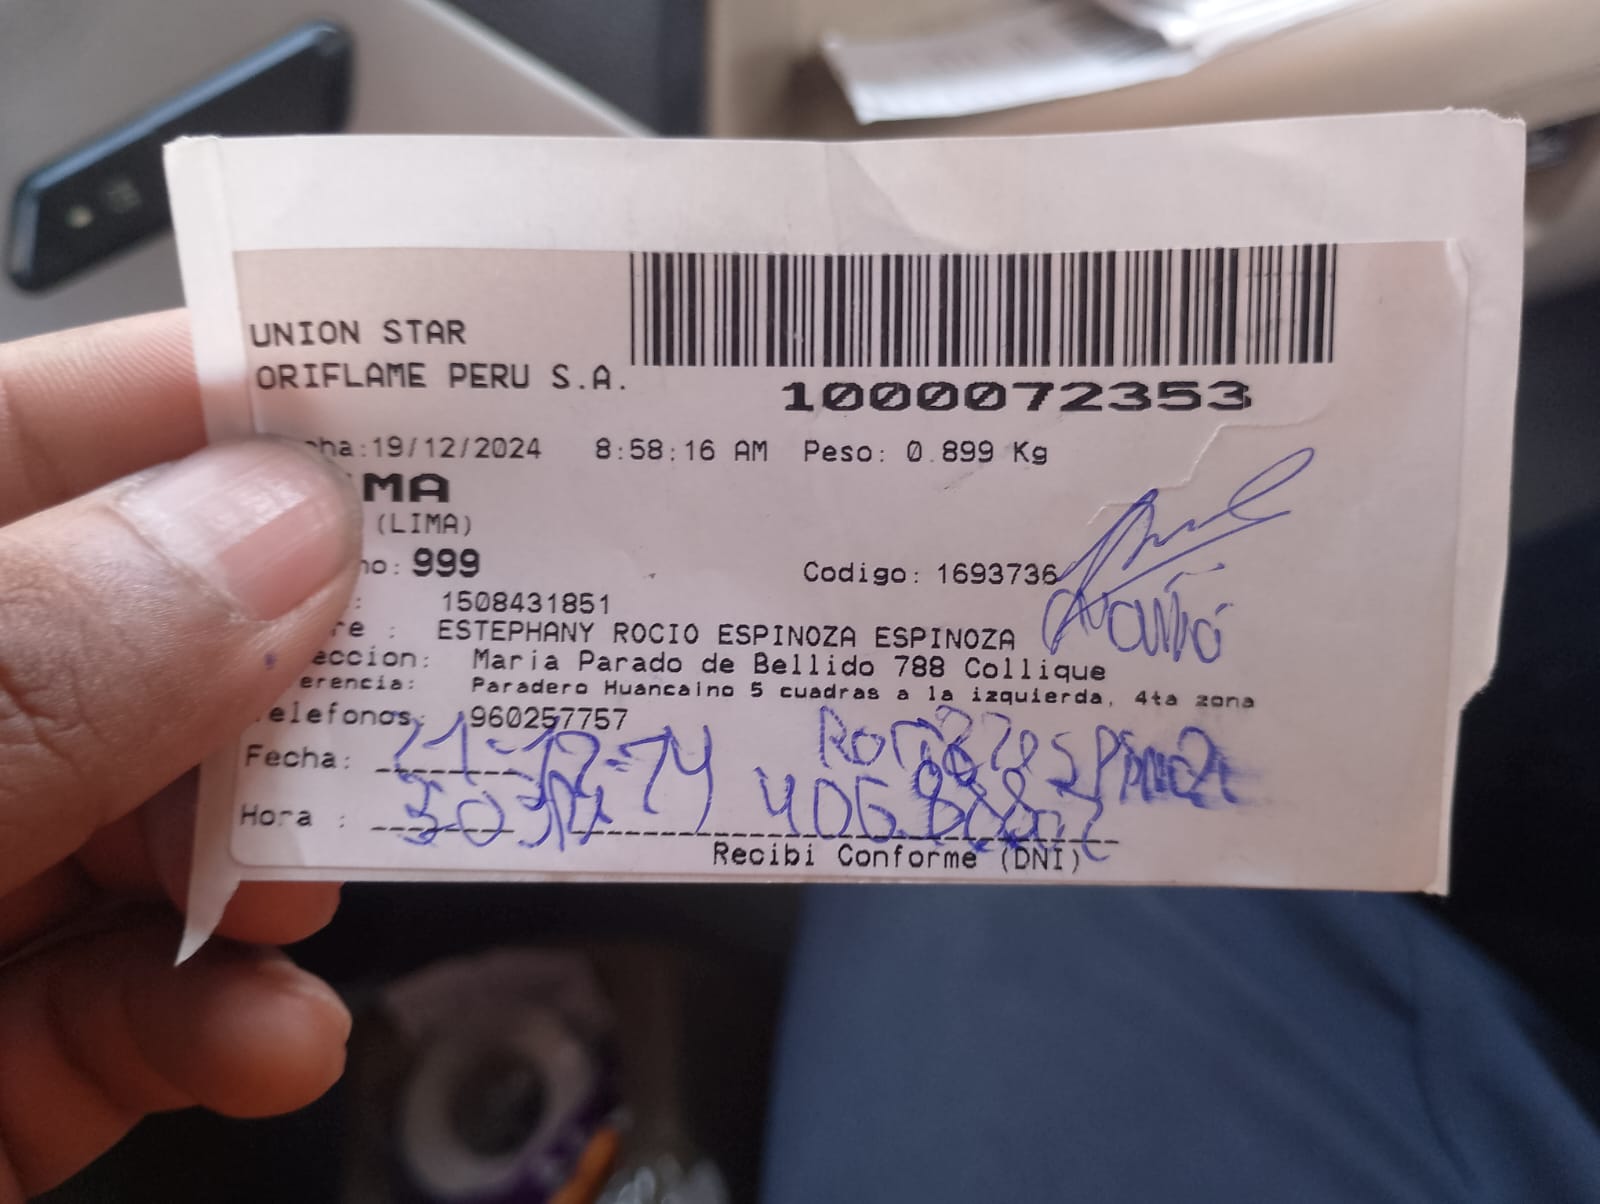 UNION STAR
ORIFLAME PERU S.A.
1000072353
ha:19/12/2024 8:58:16 AM Peso: 0.899 Kg
MA
(LIMA)
no: 999 Codigo: 1693736
: 1508431851
re : ESTEPHANY ROCIO ESPINOZA ESPINOZA
eccion: Maria Parado de Bellido 788 Collique
erencia: Paradero Huancaino 5 cuadras a la izquierda, 4ta zona
elefonos: 960257757
Fecha:
Hora :
Recibi Conforme (DNI)